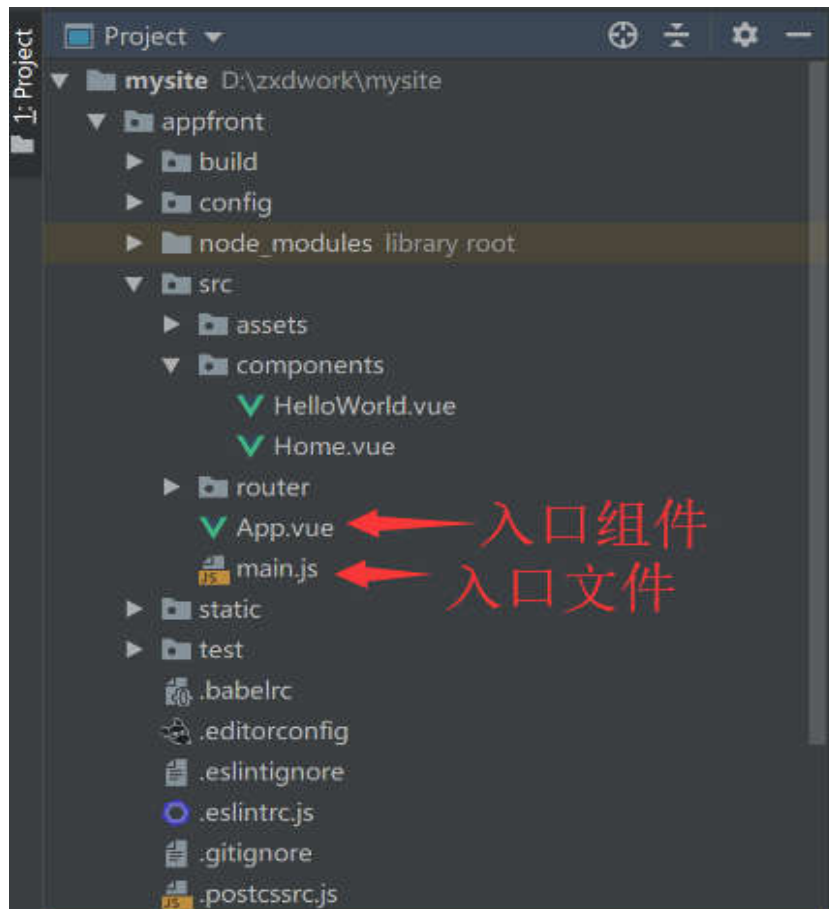 1: Project
Project
mysite D:\zxdwork\mysite
appfront
build
config
node_modules library root
src
assets
components
HelloWorld.vue
Home.vue
router
App.vue 入口组件
main.js 入口文件
static
test
.babelrc
.editorconfig
.eslintignore
.eslintrc.js
.gitignore
.postcssrc.js